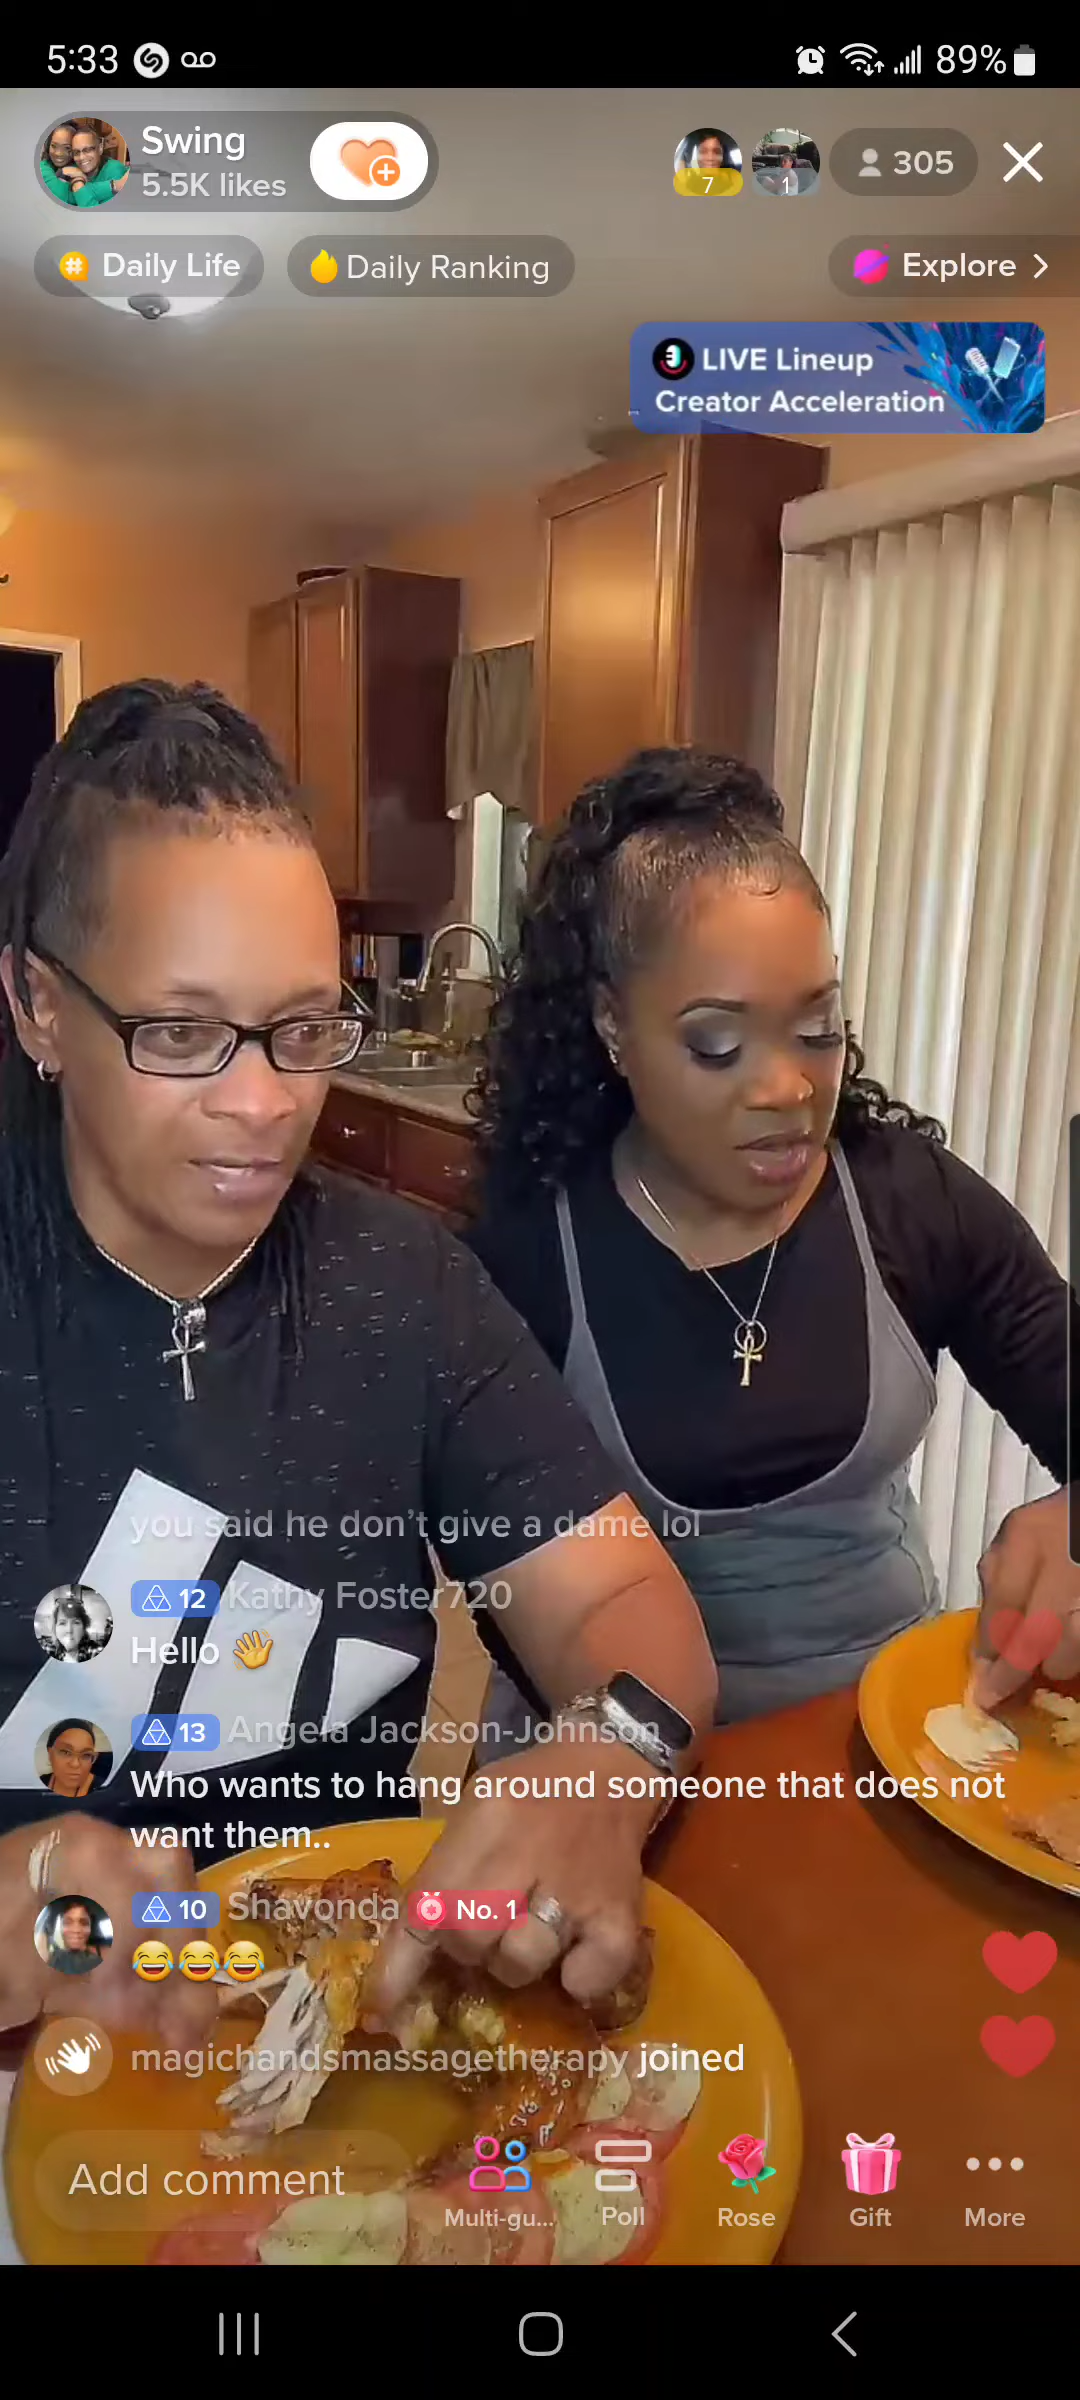 5:33
89%
Swing
5.5K likes
7
1
305
Daily Life
Daily Ranking
Explore >
LIVE Lineup
Creator Acceleration
you said he don't give a dame lol
12 Kathy Foster720
Hello 👋
13 Angela Jackson-Johnson
Who wants to hang around someone that does not
want them..
10 Shavonda No. 1
😂😂😂
magichandsmassagetherapy joined
Add comment
Multi-gu...
Poll
Rose
Gift
More